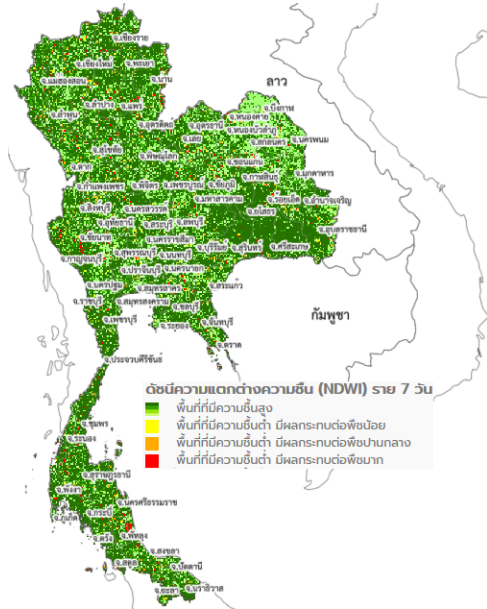 จ.เชียงราย
จ.เชียงใหม่
จ.พะเยา
จ.แม่ฮ่องสอน
จ.น่าน
ลาว
จ.ลำปาง
จ.แพร่
จ.ลำพูน
จ.บึงกาฬ
จ.หนองคาย
จ.อุตรดิตถ์
จ.อุดรธานี
จ.หนองบัวลำภู
จ.เลย
จ.สกลนคร
จ.นครพนม
จ.สุโขทัย
จ.พิษณุโลก
จ.ขอนแก่น
จ.ตาก
จ.กาฬสินธุ์
จ.มุกดาหาร
จ.กำแพงเพชร
จ.พิจิตร
จ.เพชรบูรณ์
จ.ชัยภูมิ
จ.มหาสารคาม
จ.ร้อยเอ็ด
จ.อำนาจเจริญ
จ.สิงห์บุรี
จ.นครสวรรค์
จ.ยโสธร
จ.อุทัยธานี
จ.สระบุรี
จ.ลพบุรี
จ.อุบลราชธานี
จ.ชัยนาท
จ.นครราชสีมา
จ.บุรีรัมย์
จ.สุรินทร์
จ.ศรีสะเกษ
จ.กาญจนบุรี
จ.สุพรรณบุรี
จ.นนทบุรี
จ.ปราจีนบุรี
จ.นครนายก
จ.นครปฐม
จ.สมุทรสาคร
จ.สระแก้ว
จ.ราชบุรี
จ.สมุทรสงคราม
จ.ชลบุรี
จ.เพชรบุรี
จ.ระยอง
จ.จันทบุรี
กัมพูชา
จ.ตราด
จ.ประจวบคีรีขันธ์
ดัชนีความแตกต่างความชื้น (NDWI) ราย 7 วัน
พื้นที่ที่มีความชื้นสูง
พื้นที่ที่มีความชื้นต่ำ มีผลกระทบต่อพืชน้อย
พื้นที่ที่มีความชื้นต่ำ มีผลกระทบต่อพืชปานกลาง
พื้นที่ที่มีความชื้นต่ำ มีผลกระทบต่อพืชมาก
จ.ชุมพร
จ.ระนอง
จ.สุราษฎร์ธานี
จ.พังงา
จ.นครศรีธรรมราช
จ.กระบี่
จ.ภูเก็ต
จ.ตรัง
จ.พัทลุง
จ.สงขลา
จ.สตูล
จ.ปัตตานี
จ.ยะลา
จ.นราธิวาส